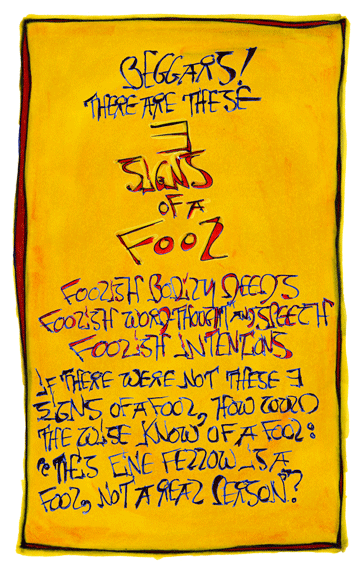 BEGGARS!
THERE ARE THESE
3
SIGNS
OF A
FOOL
FOOLISH BODILY DEEDS
FOOLISH WORD THOUGHT AND SPEECH
FOOLISH INTENTIONS
IF THERE WERE NOT THESE 3
SIGNS OF A FOOL, HOW WOULD
THE WISE KNOW OF A FOOL:
"THIS FINE FELLOW IS A
FOOL, NOT A REAL PERSON"?